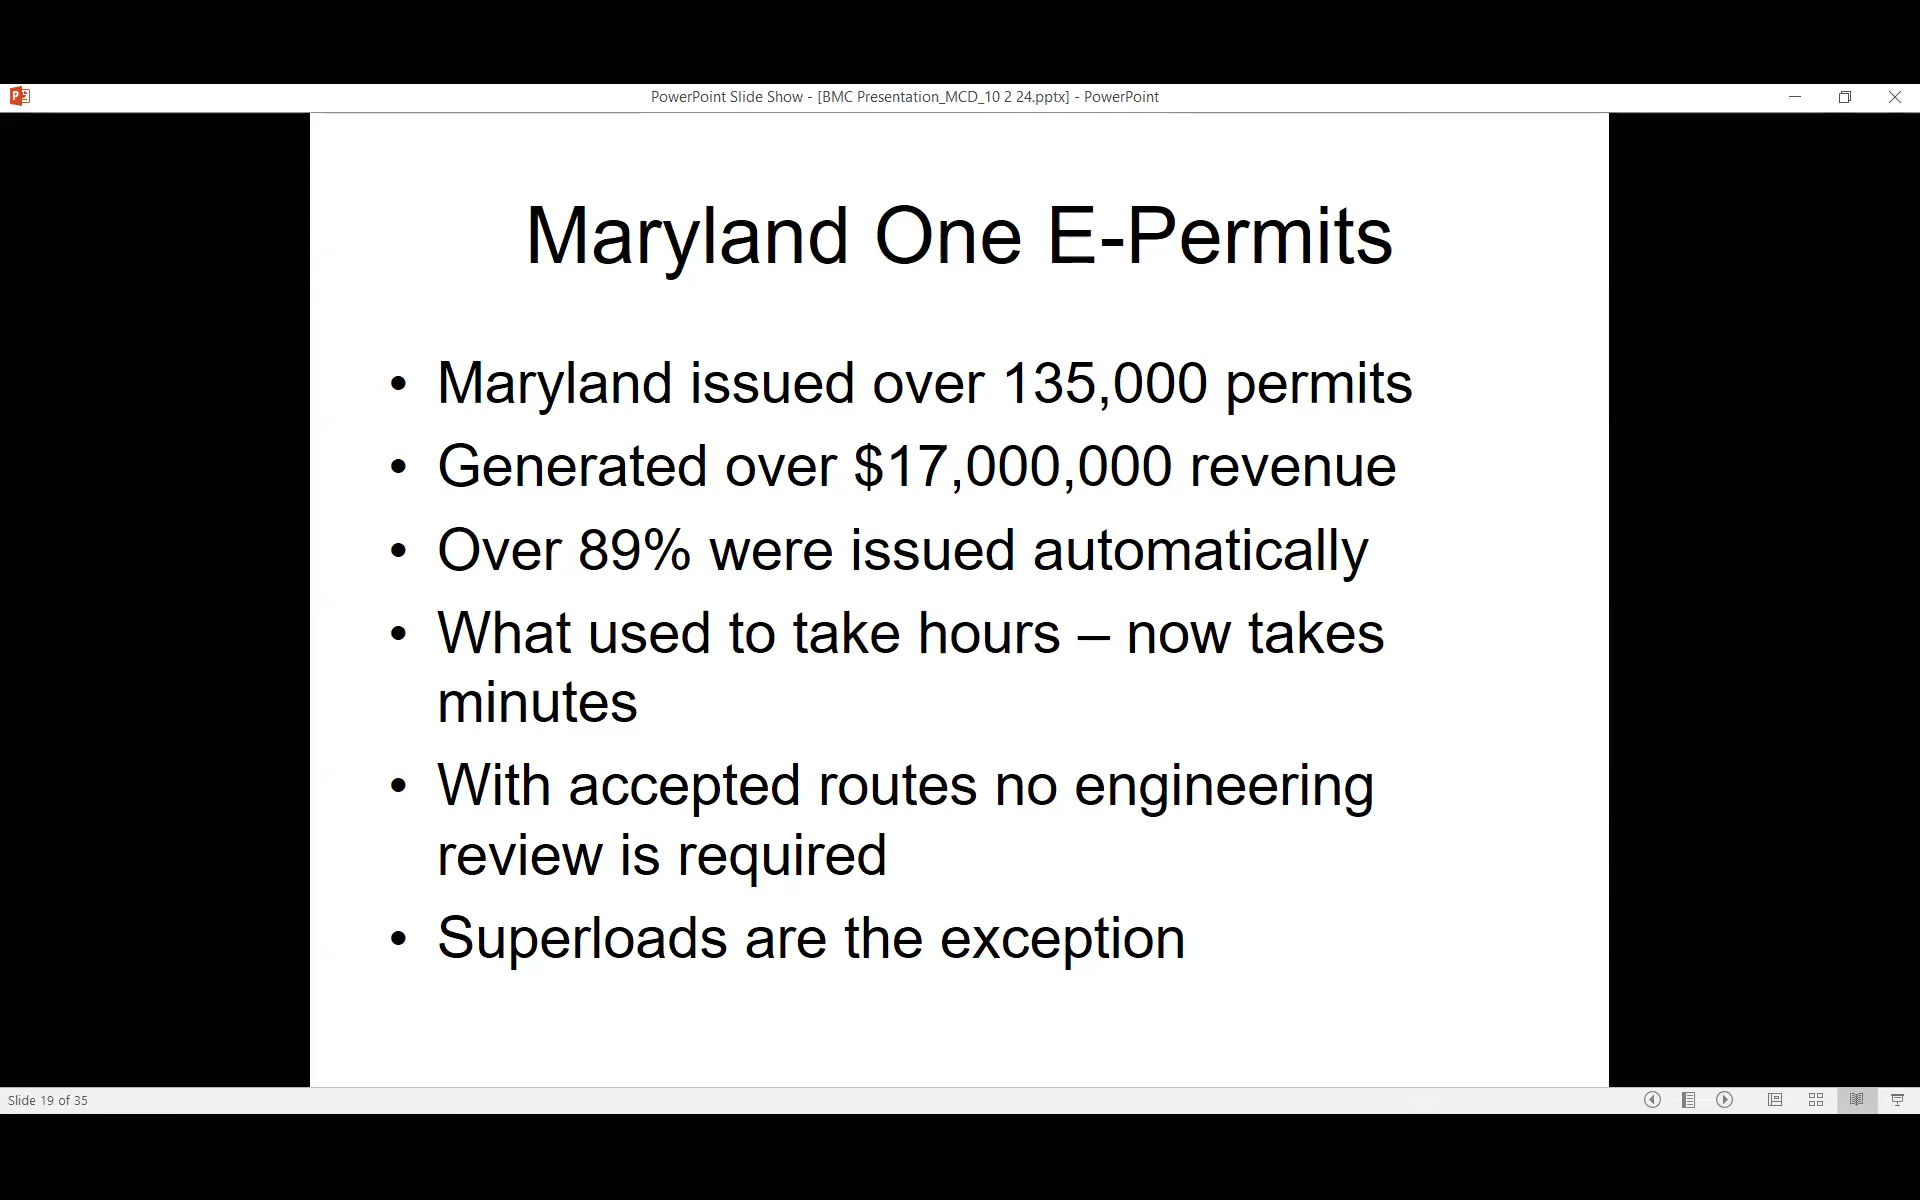 PowerPoint Slide Show - [BMC Presentation_MCD_10 2 24.pptx] - PowerPoint
Maryland One E-Permits
• Maryland issued over 135,000 permits
• Generated over $17,000,000 revenue
• Over 89% were issued automatically
• What used to take hours – now takes
minutes
• With accepted routes no engineering
review is required
• Superloads are the exception
Slide 19 of 35